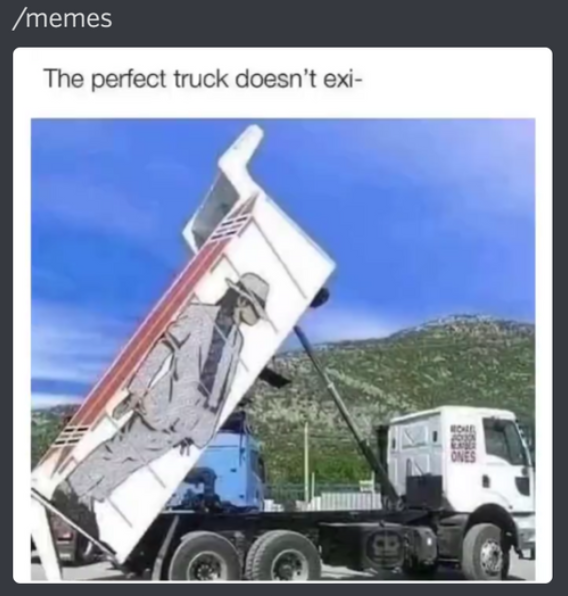 /memes
The perfect truck doesn't exi-
MICHAEL
JACKSON
NUMBER
ONES